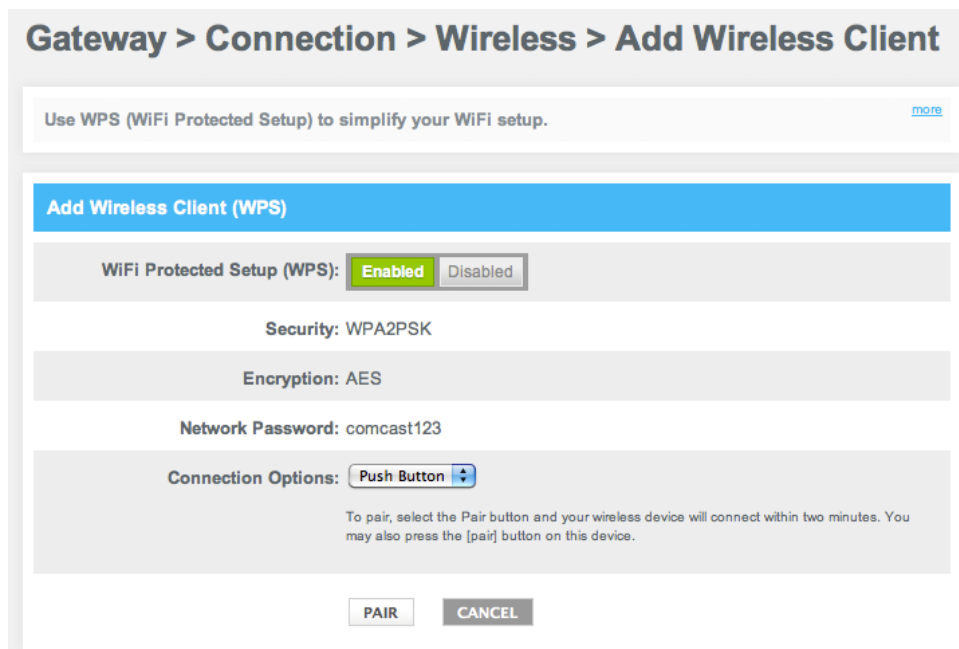 Gateway > Connection > Wireless > Add Wireless Client
Use WPS (WiFi Protected Setup) to simplify your WiFi setup.
more
Add Wireless Client (WPS)
WiFi Protected Setup (WPS): Enabled Disabled
Security: WPA2PSK
Encryption: AES
Network Password: comcast123
Connection Options: Push Button
To pair, select the Pair button and your wireless device will connect within two minutes. You
may also press the [pair] button on this device.
PAIR CANCEL